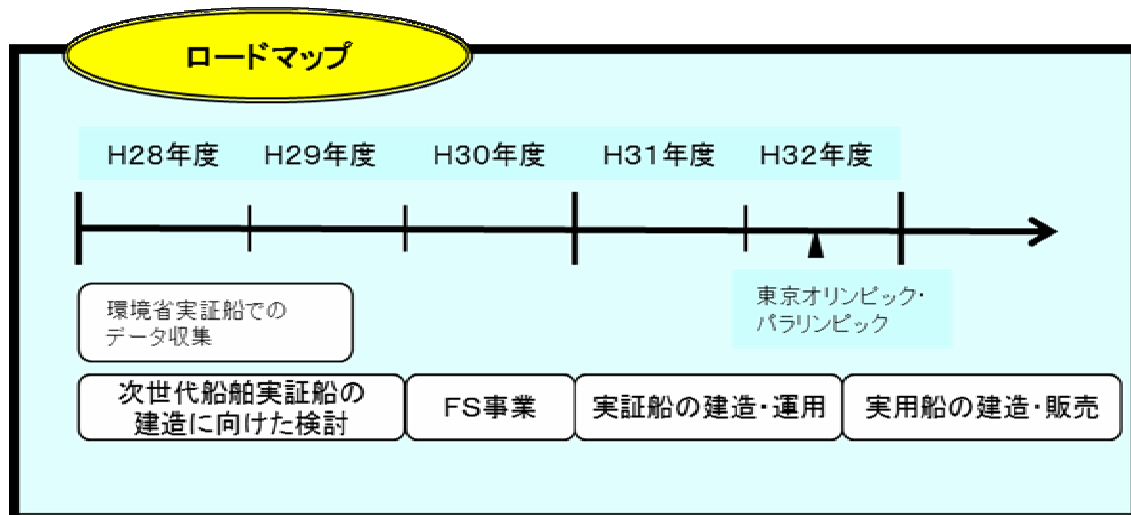 ロードマップ
H28年度 H29年度 H30年度 H31年度 H32年度
環境省実証船での
データ収集
東京オリンピック・
パラリンピック
次世代船舶実証船の
建造に向けた検討
FS事業
実証船の建造・運用
実用船の建造・販売